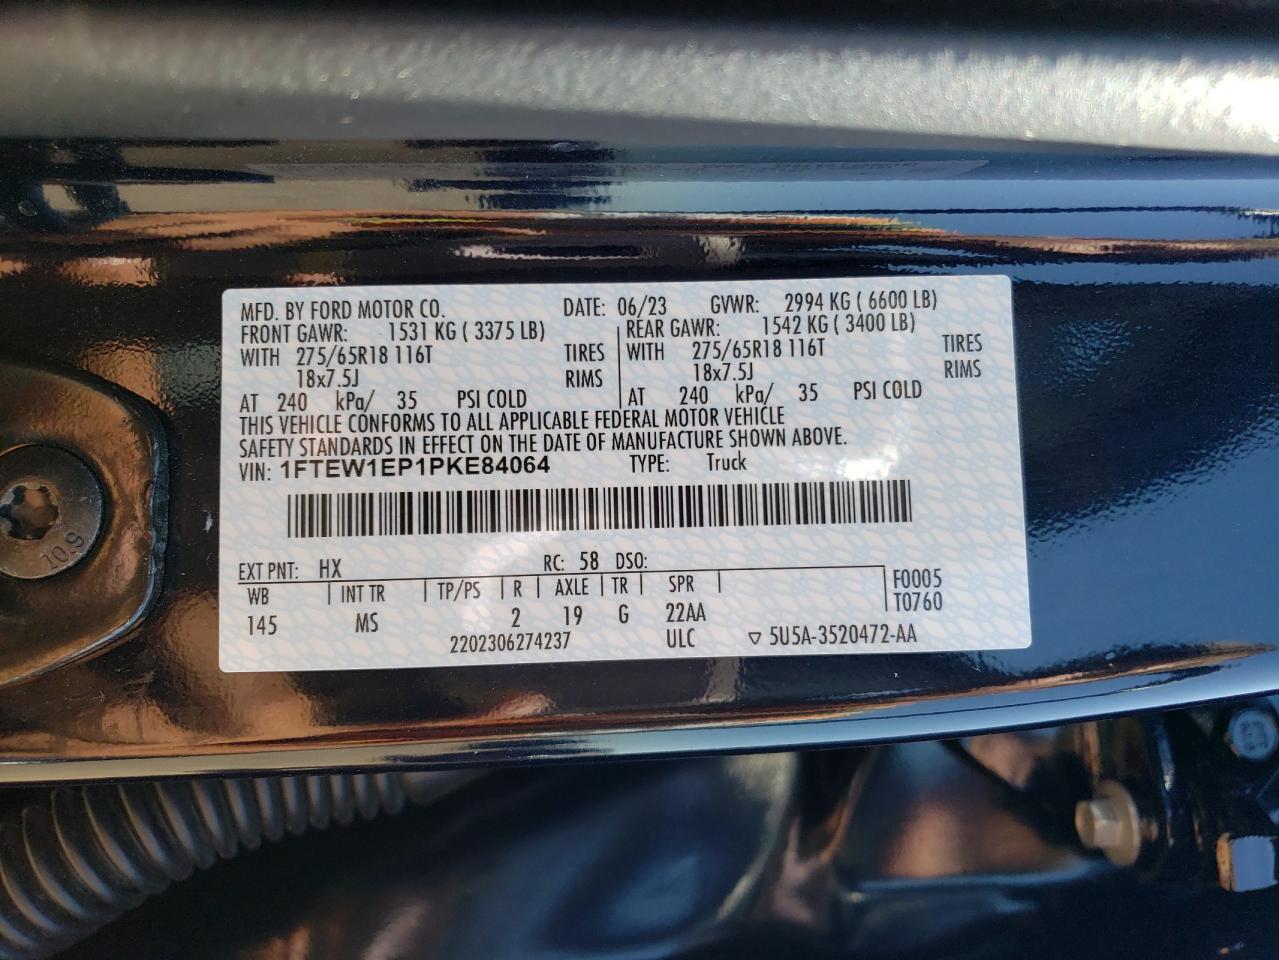 MFD. BY FORD MOTOR CO. DATE: 06/23 GVWR: 2994 KG ( 6600 LB)
FRONT GAWR: 1531 KG ( 3375 LB) REAR GAWR: 1542 KG ( 3400 LB)
WITH 275/65R18 116T TIRES WITH 275/65R18 116T TIRES
18x7.5J RIMS 18x7.5J RIMS
AT 240 kPa/ 35 PSI COLD AT 240 kPa/ 35 PSI COLD
THIS VEHICLE CONFORMS TO ALL APPLICABLE FEDERAL MOTOR VEHICLE
SAFETY STANDARDS IN EFFECT ON THE DATE OF MANUFACTURE SHOWN ABOVE.
VIN: 1FTEW1EP1PKE84064 TYPE: Truck
EXT PNT: HX RC: 58 DSO:
WB INT TR TP/PS R AXLE TR SPR F0005
145 MS 2 19 G 22AA T0760
2202306274237 ULC ▽ 5U5A-3520472-AA
10.9